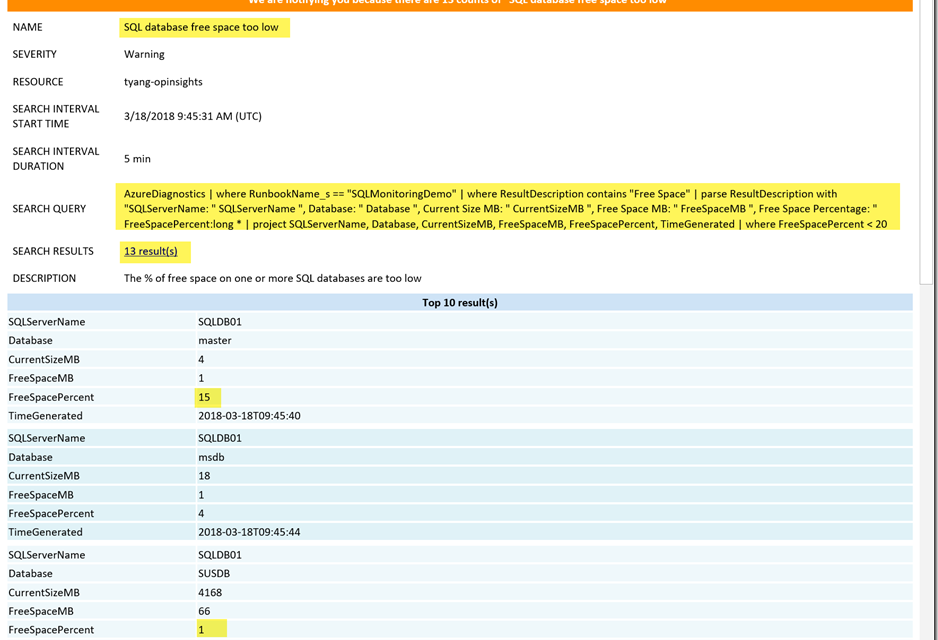 We are notifying you because there are 13 counts of "SQL database free space too low"
NAME SQL database free space too low
SEVERITY Warning
RESOURCE tyang-opinsights
SEARCH INTERVAL
START TIME 3/18/2018 9:45:31 AM (UTC)
SEARCH INTERVAL
DURATION 5 min
SEARCH QUERY
AzureDiagnostics | where RunbookName_s == "SQLMonitoringDemo" | where ResultDescription contains "Free Space" | parse ResultDescription with
"SQLServerName: " SQLServerName ", Database: " Database ", Current Size MB: " CurrentSizeMB ", Free Space MB: " FreeSpaceMB ", Free Space Percentage: "
FreeSpacePercent:long * | project SQLServerName, Database, CurrentSizeMB, FreeSpaceMB, FreeSpacePercent, TimeGenerated | where FreeSpacePercent < 20
SEARCH RESULTS 13 result(s)
DESCRIPTION The % of free space on one or more SQL databases are too low
Top 10 result(s)
SQLServerName SQLDB01
Database master
CurrentSizeMB 4
FreeSpaceMB 1
FreeSpacePercent 15
TimeGenerated 2018-03-18T09:45:40
SQLServerName SQLDB01
Database msdb
CurrentSizeMB 18
FreeSpaceMB 1
FreeSpacePercent 4
TimeGenerated 2018-03-18T09:45:44
SQLServerName SQLDB01
Database SUSDB
CurrentSizeMB 4168
FreeSpaceMB 66
FreeSpacePercent 1